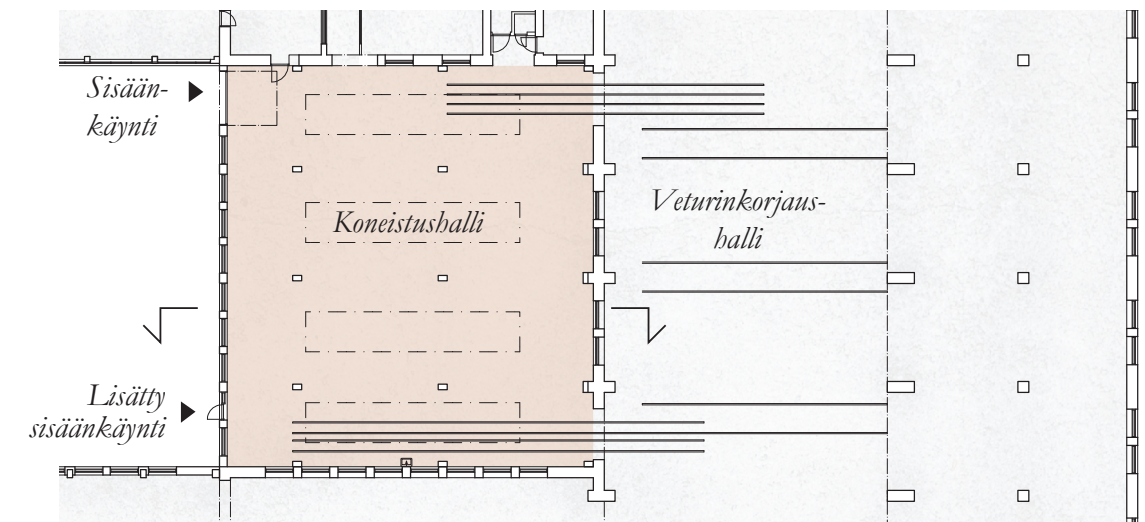 Sisään-
käynti
Koneistushalli
Veturinkorjaus-
halli
Lisätty
sisäänkäynti